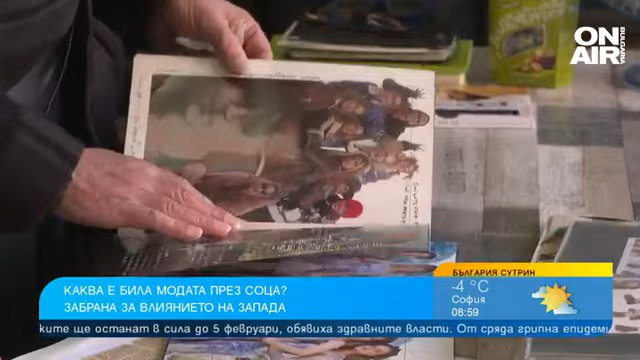 ON
AIR
BULGARIA
КАКВА Е БИЛА МОДАТА ПРЕЗ СОЦА?
ЗАБРАНА ЗА ВЛИЯНИЕТО НА ЗАПАДА
БЪЛГАРИЯ СУТРИН
-4 °C
София
08:59
ките ще останат в сила до 5 февруари, обявиха здравните власти. От сряда грипна епидеми